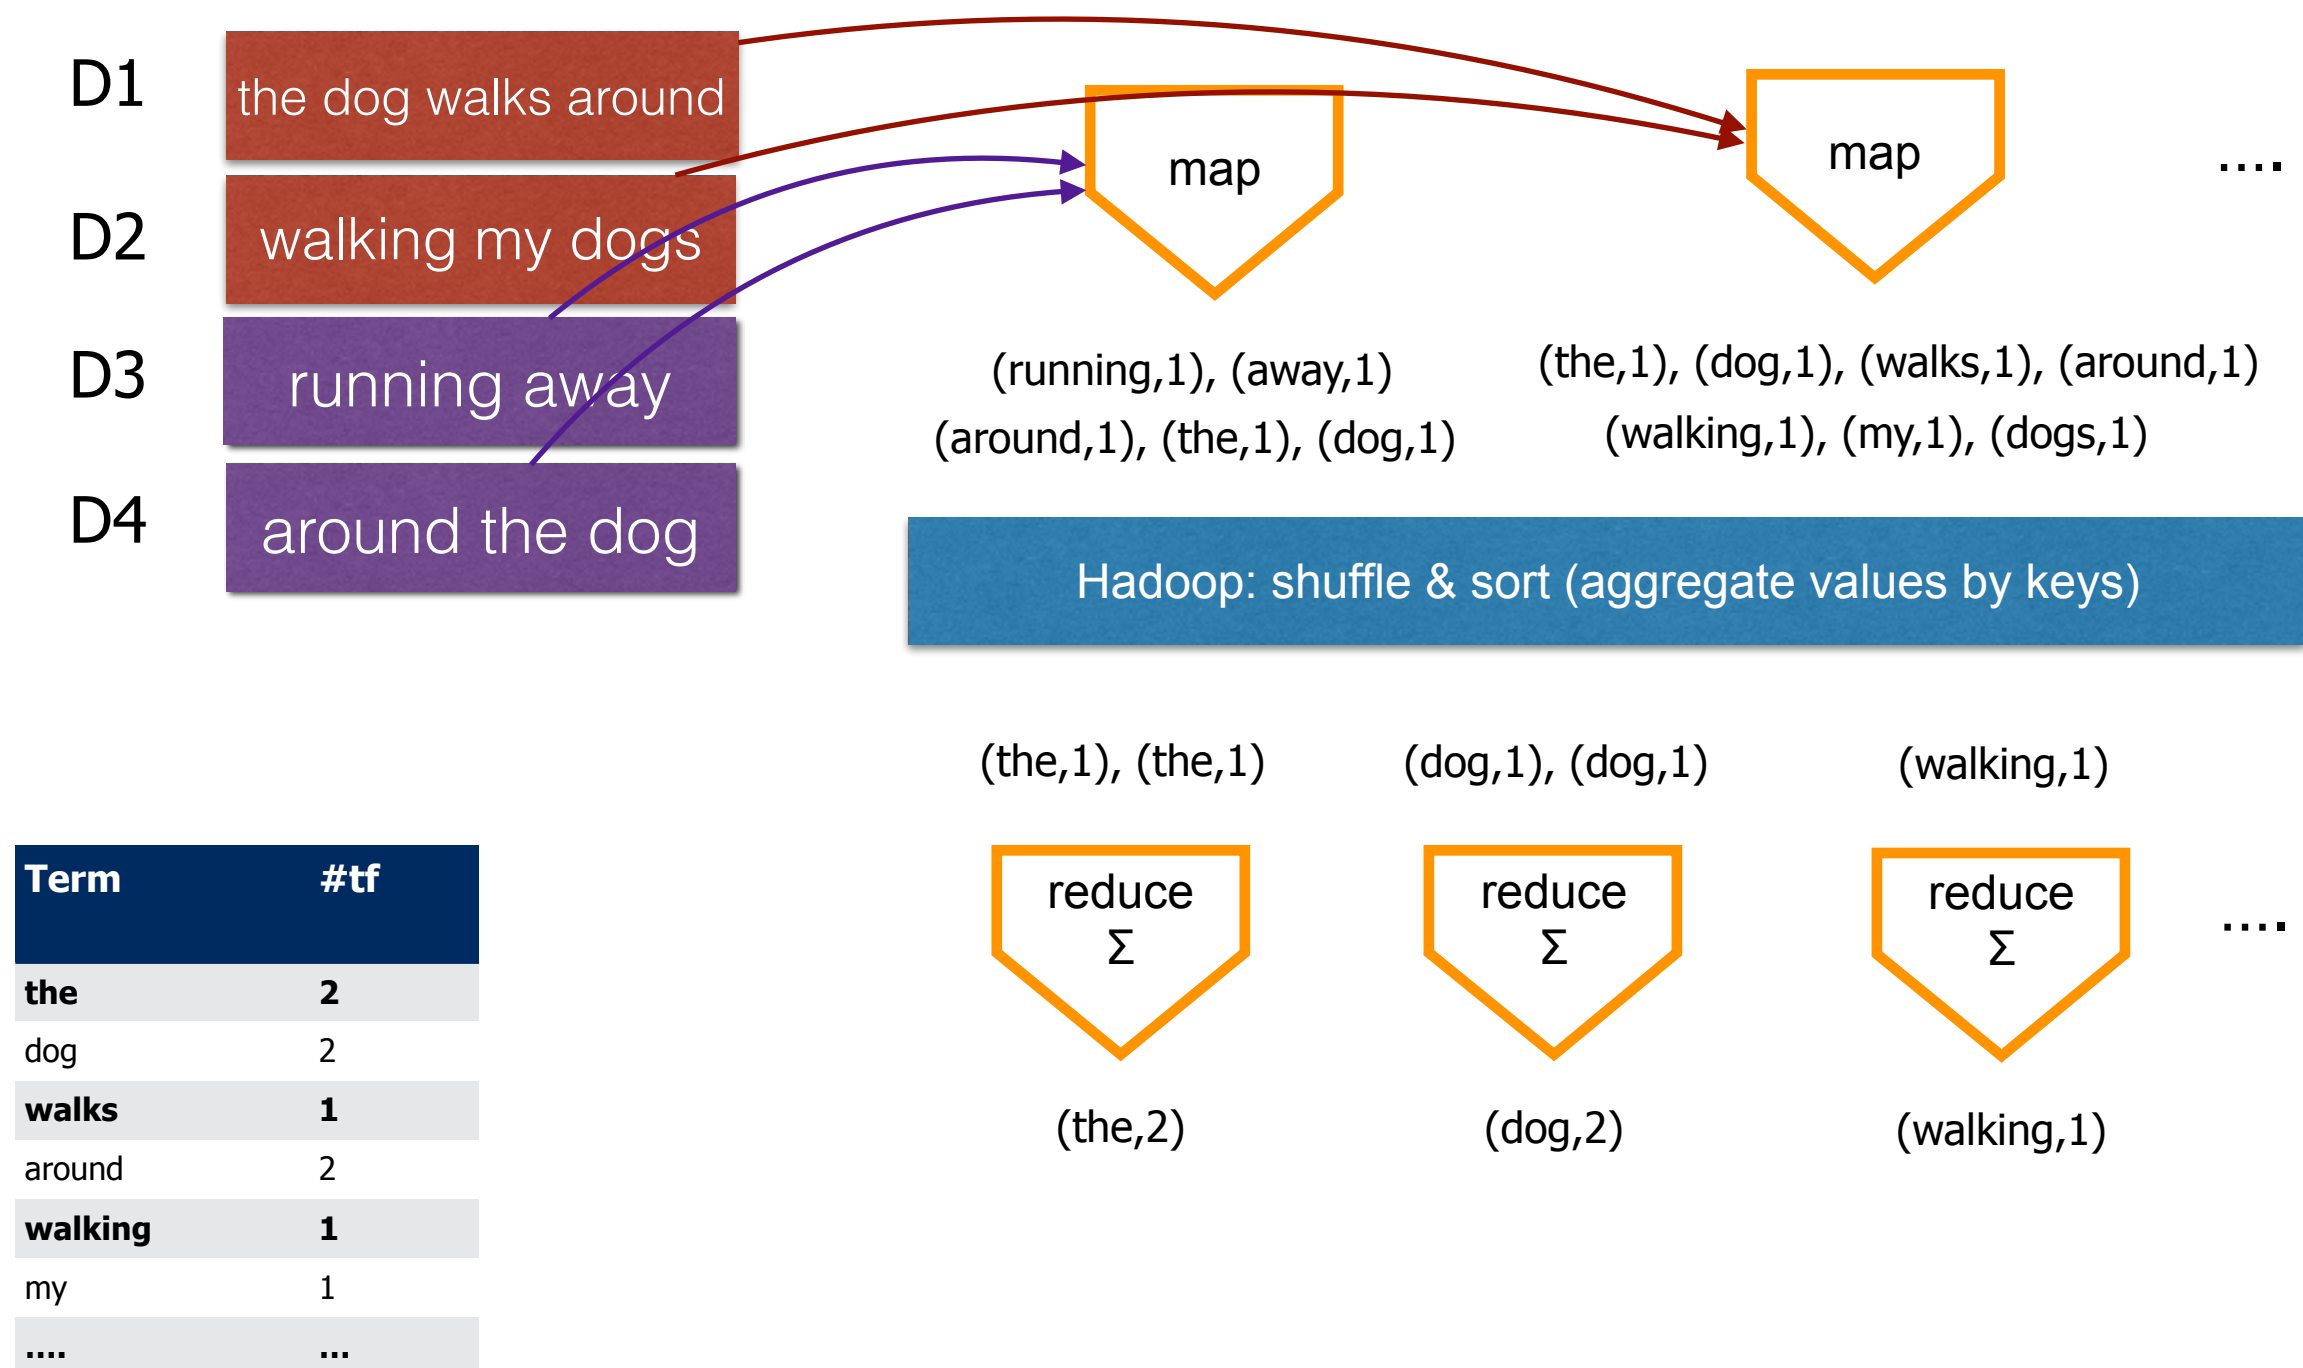 D1
the dog walks around
D2
walking my dogs
D3
running away
D4
around the dog
map
map
....
(running,1), (away,1)
(around,1), (the,1), (dog,1)
(the,1), (dog,1), (walks,1), (around,1)
(walking,1), (my,1), (dogs,1)
Hadoop: shuffle & sort (aggregate values by keys)
(the,1), (the,1)
(dog,1), (dog,1)
(walking,1)
reduce
Σ
reduce
Σ
reduce
Σ
....
(the,2)
(dog,2)
(walking,1)
Term #tf
the 2
dog 2
walks 1
around 2
walking 1
my 1
.... ...